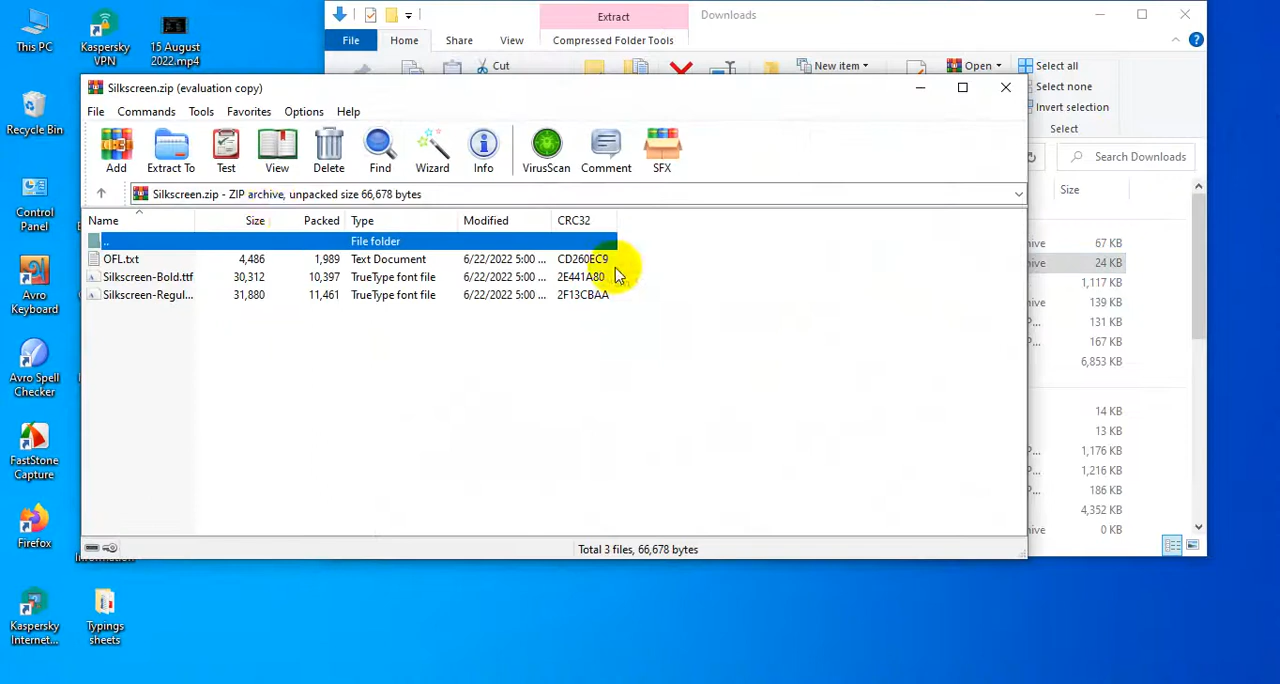 This PC
Kaspersky
VPN
15 August
2022.mp4
Recycle Bin
Control
Panel
Avro
Keyboard
Avro Spell
Checker
FastStone
Capture
Firefox
Kaspersky
Internet...
Typings
sheets
Extract
Downloads
File
Home
Share
View
Compressed Folder Tools
Cut
New item
Open
Select all
Select none
Invert selection
Select
Search Downloads
Size
Silkscreen.zip (evaluation copy)
File Commands Tools Favorites Options Help
Add Extract To Test View Delete Find Wizard Info VirusScan Comment SFX
Silkscreen.zip - ZIP archive, unpacked size 66,678 bytes
Name Size Packed Type Modified CRC32
.. File folder
OFL.txt 4,486 1,989 Text Document 6/22/2022 5:00 ... CD260EC9
Silkscreen-Bold.ttf 30,312 10,397 TrueType font file 6/22/2022 5:00 ... 2E441A80
Silkscreen-Regul... 31,880 11,461 TrueType font file 6/22/2022 5:00 ... 2F13CBAA
Total 3 files, 66,678 bytes
hive 67 KB
hive 24 KB
1,117 KB
hive 139 KB
P... 131 KB
P... 167 KB
6,853 KB
14 KB
13 KB
P... 1,176 KB
P... 1,216 KB
P... 186 KB
4,352 KB
hive 0 KB